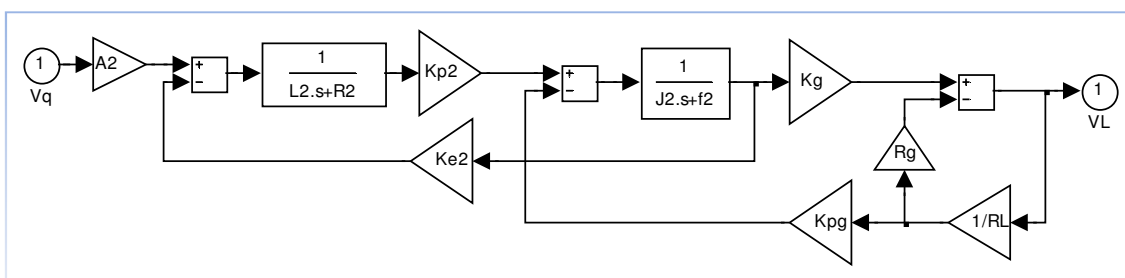 1
Vq
A2
+
−
1
L2.s+R2
Kp2
+
−
1
J2.s+f2
Kg
+
−
1
VL
Ke2
Rg
Kpg
1/RL